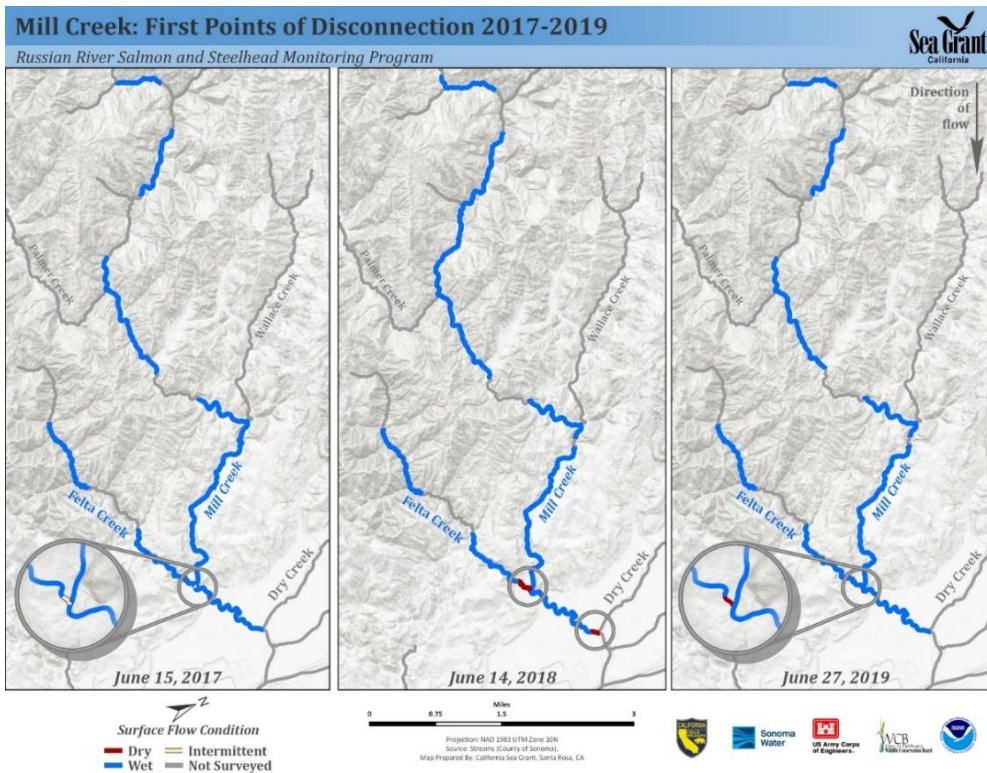 Mill Creek: First Points of Disconnection 2017-2019
Russian River Salmon and Steelhead Monitoring Program
Sea Grant
California
Direction
of
flow
Palmer Creek
Wallace Creek
Felta Creek
Mill Creek
Dry Creek
June 15, 2017
Palmer Creek
Wallace Creek
Felta Creek
Mill Creek
Dry Creek
June 14, 2018
Palmer Creek
Wallace Creek
Felta Creek
Mill Creek
Dry Creek
June 27, 2019
Z
Surface Flow Condition
Dry
Intermittent
Wet
Not Surveyed
Miles
0 0.75 1.5 3
Projection: NAD 1983 UTM Zone 10N
Source: Streams (County of Sonoma),
Map Prepared By: California Sea Grant, Santa Rosa, CA
CALIFORNIA
Sonoma
Water
US Army Corps
of Engineers
WCB
Wildlife Conservation Board
NOAA